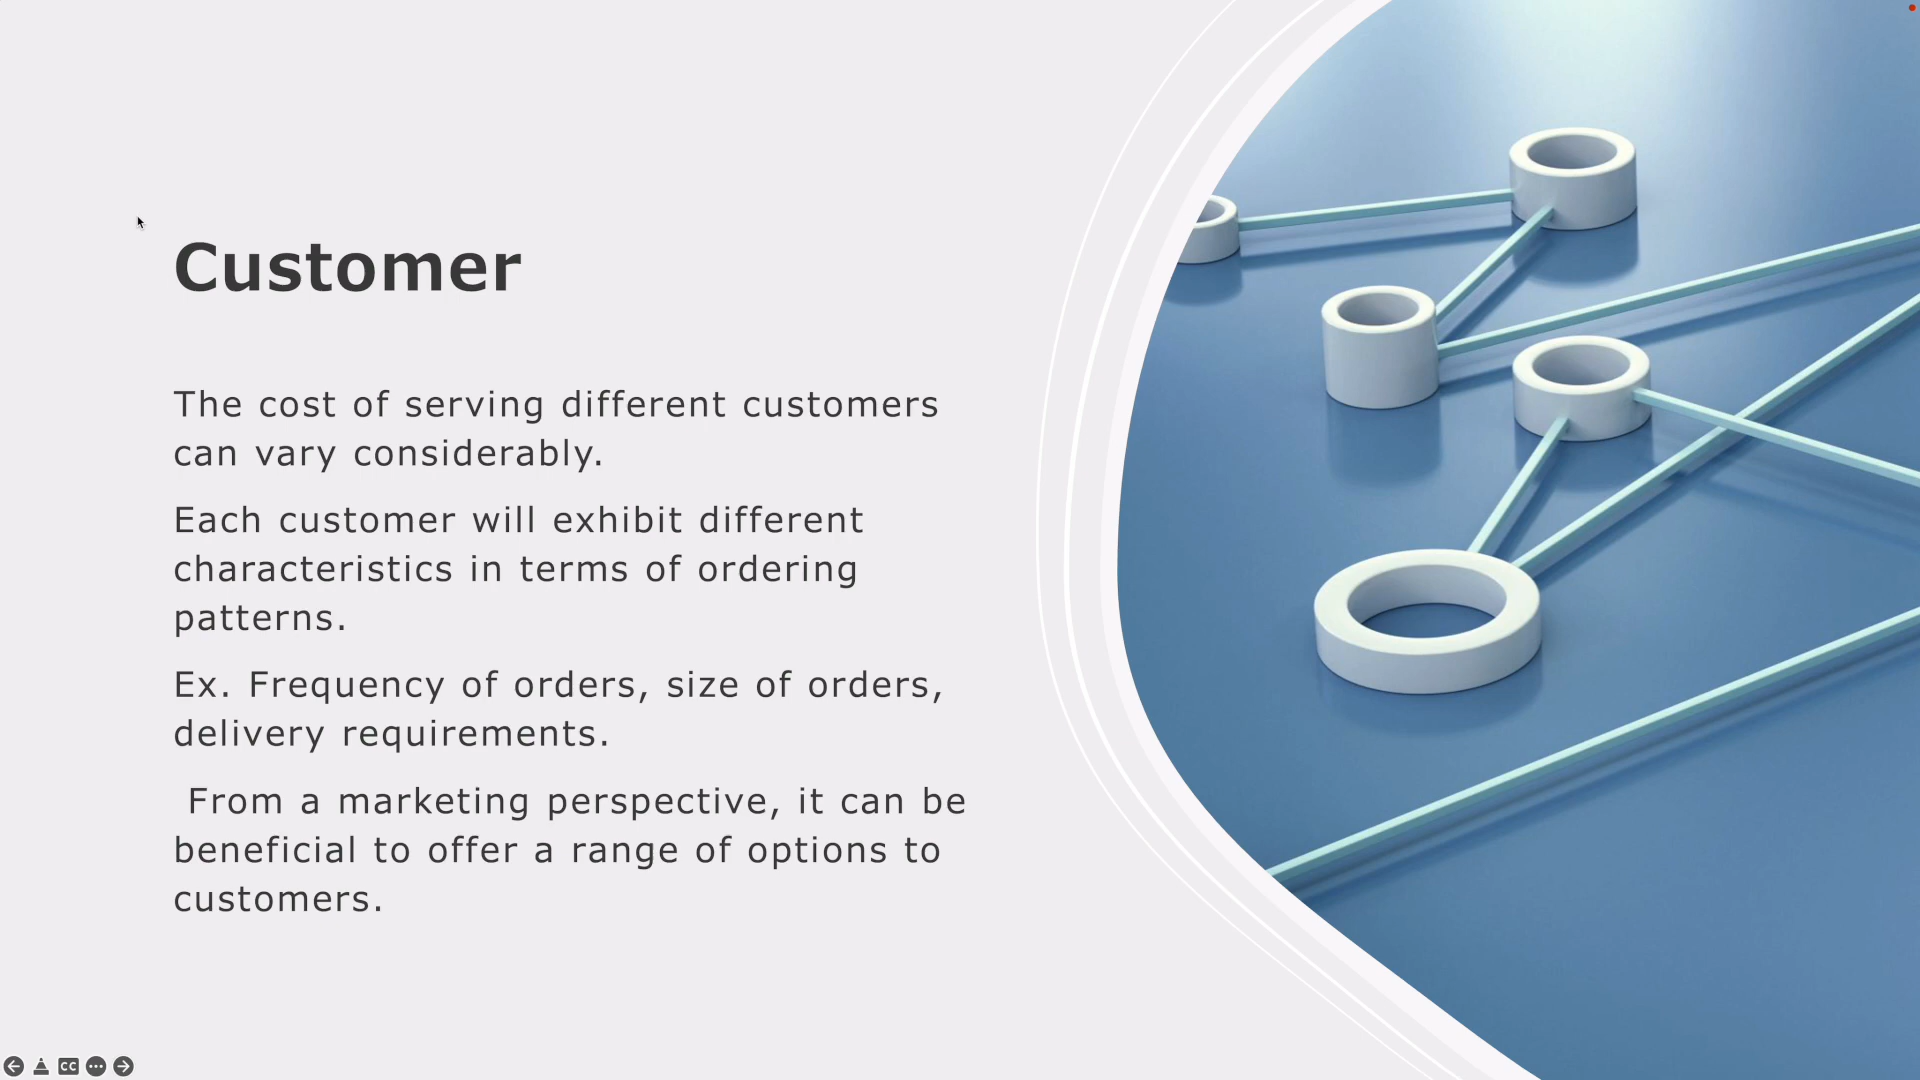 Customer
The cost of serving different customers
can vary considerably.
Each customer will exhibit different
characteristics in terms of ordering
patterns.
Ex. Frequency of orders, size of orders,
delivery requirements.
From a marketing perspective, it can be
beneficial to offer a range of options to
customers.
CC